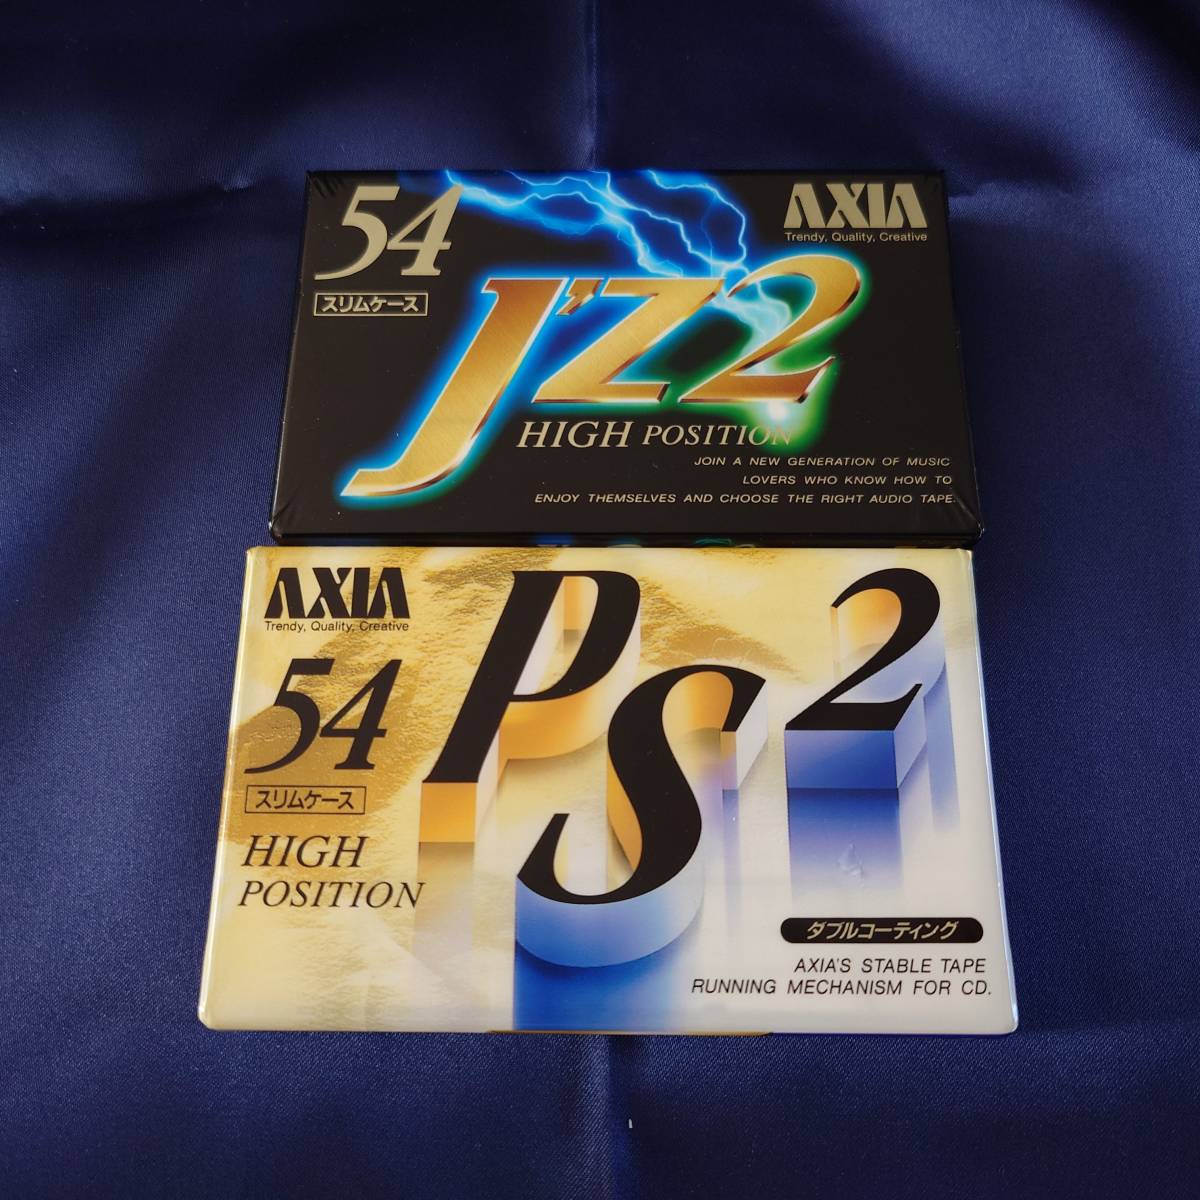 54
スリムケース
AXIA
Trendy, Quality, Creative
J'Z2
HIGH POSITION
JOIN A NEW GENERATION OF MUSIC
LOVERS WHO KNOW HOW TO
ENJOY THEMSELVES AND CHOOSE THE RIGHT AUDIO TAPE.
AXIA
Trendy, Quality, Creative
54
スリムケース
HIGH
POSITION
PS2
ダブルコーティング
AXIA'S STABLE TAPE
RUNNING MECHANISM FOR CD.